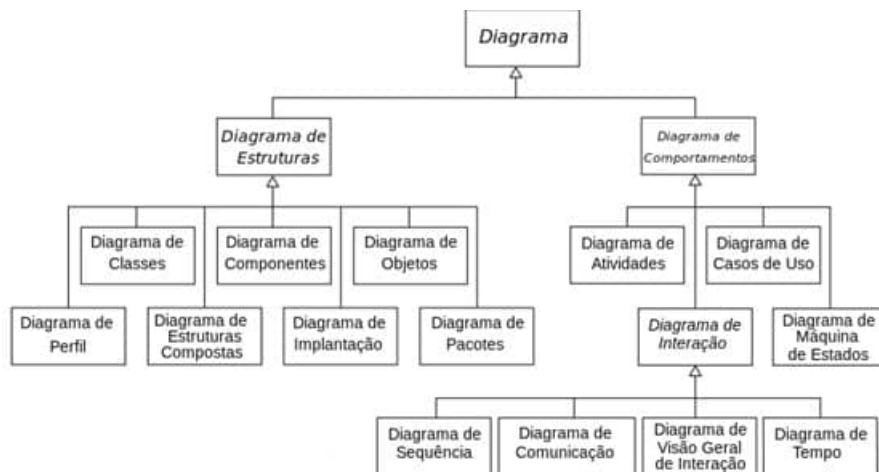 Diagrama
Diagrama de
Estruturas
Diagrama de
Comportamentos
Diagrama de
Classes
Diagrama de
Componentes
Diagrama de
Objetos
Diagrama de
Atividades
Diagrama de
Casos de Uso
Diagrama de
Perfil
Diagrama de
Estruturas
Compostas
Diagrama de
Implantação
Diagrama de
Pacotes
Diagrama de
Interação
Diagrama de
Máquina
de Estados
Diagrama de
Sequência
Diagrama de
Comunicação
Diagrama de
Visão Geral
de Interação
Diagrama de
Tempo